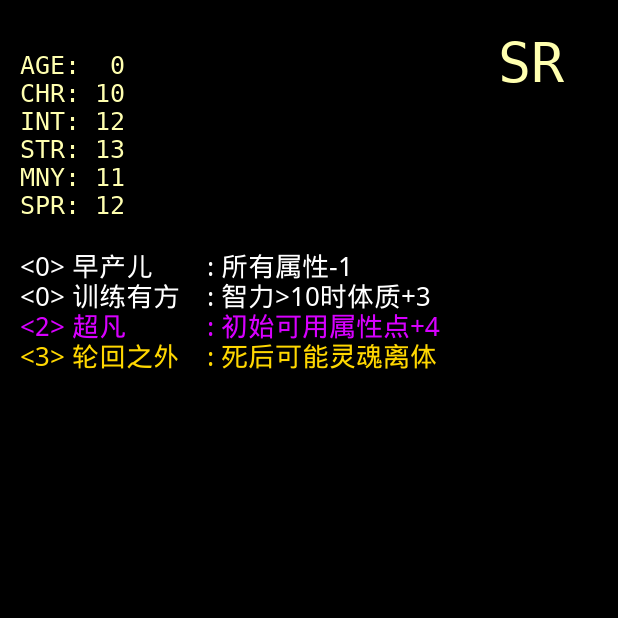 SR
AGE:  0
CHR: 10
INT: 12
STR: 13
MNY: 11
SPR: 12
<0> 早产儿 : 所有属性-1
<0> 训练有方 : 智力>10时体质+3
<2> 超凡 : 初始可用属性点+4
<3> 轮回之外 : 死后可能灵魂离体